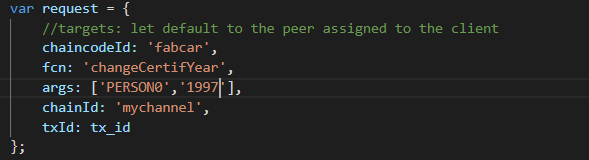 var request = {
//targets: let default to the peer assigned to the client
chaincodeId: 'fabcar',
fcn: 'changeCertifYear',
args: ['PERSON0','1997'],
chainId: 'mychannel',
txId: tx_id
};